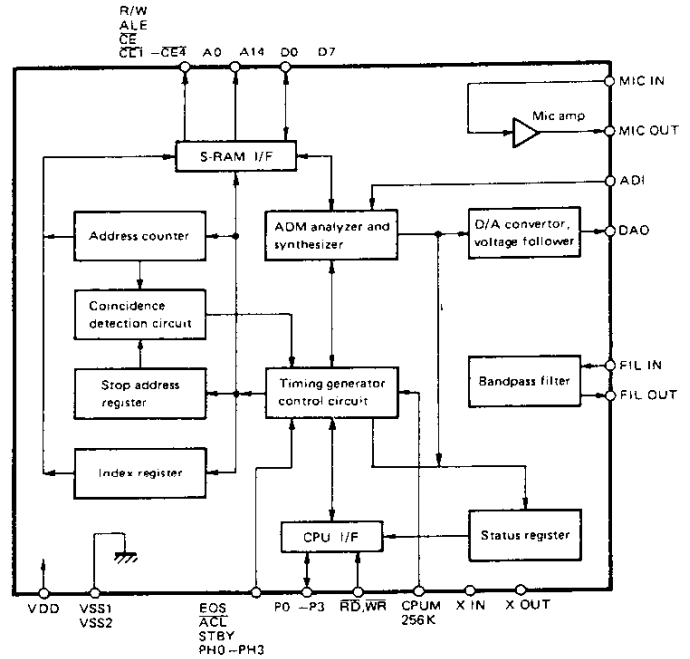 R/W
ALE
CE
CE1 – CE4 A0 A14 D0 D7
MIC IN
Mic amp
MIC OUT
S-RAM I/F
ADI
Address counter
ADM analyzer and
synthesizer
D/A convertor,
voltage follower
DAO
Coincidence
detection circuit
FIL IN
Stop address
register
Timing generator
control circuit
Bandpass filter
FIL OUT
Index register
CPU I/F
Status register
VDD
VSS1
VSS2
EOS
ACL
STBY
PH0 – PH3
P0 – P3
RD, WR
CPUM
256K
X IN
X OUT